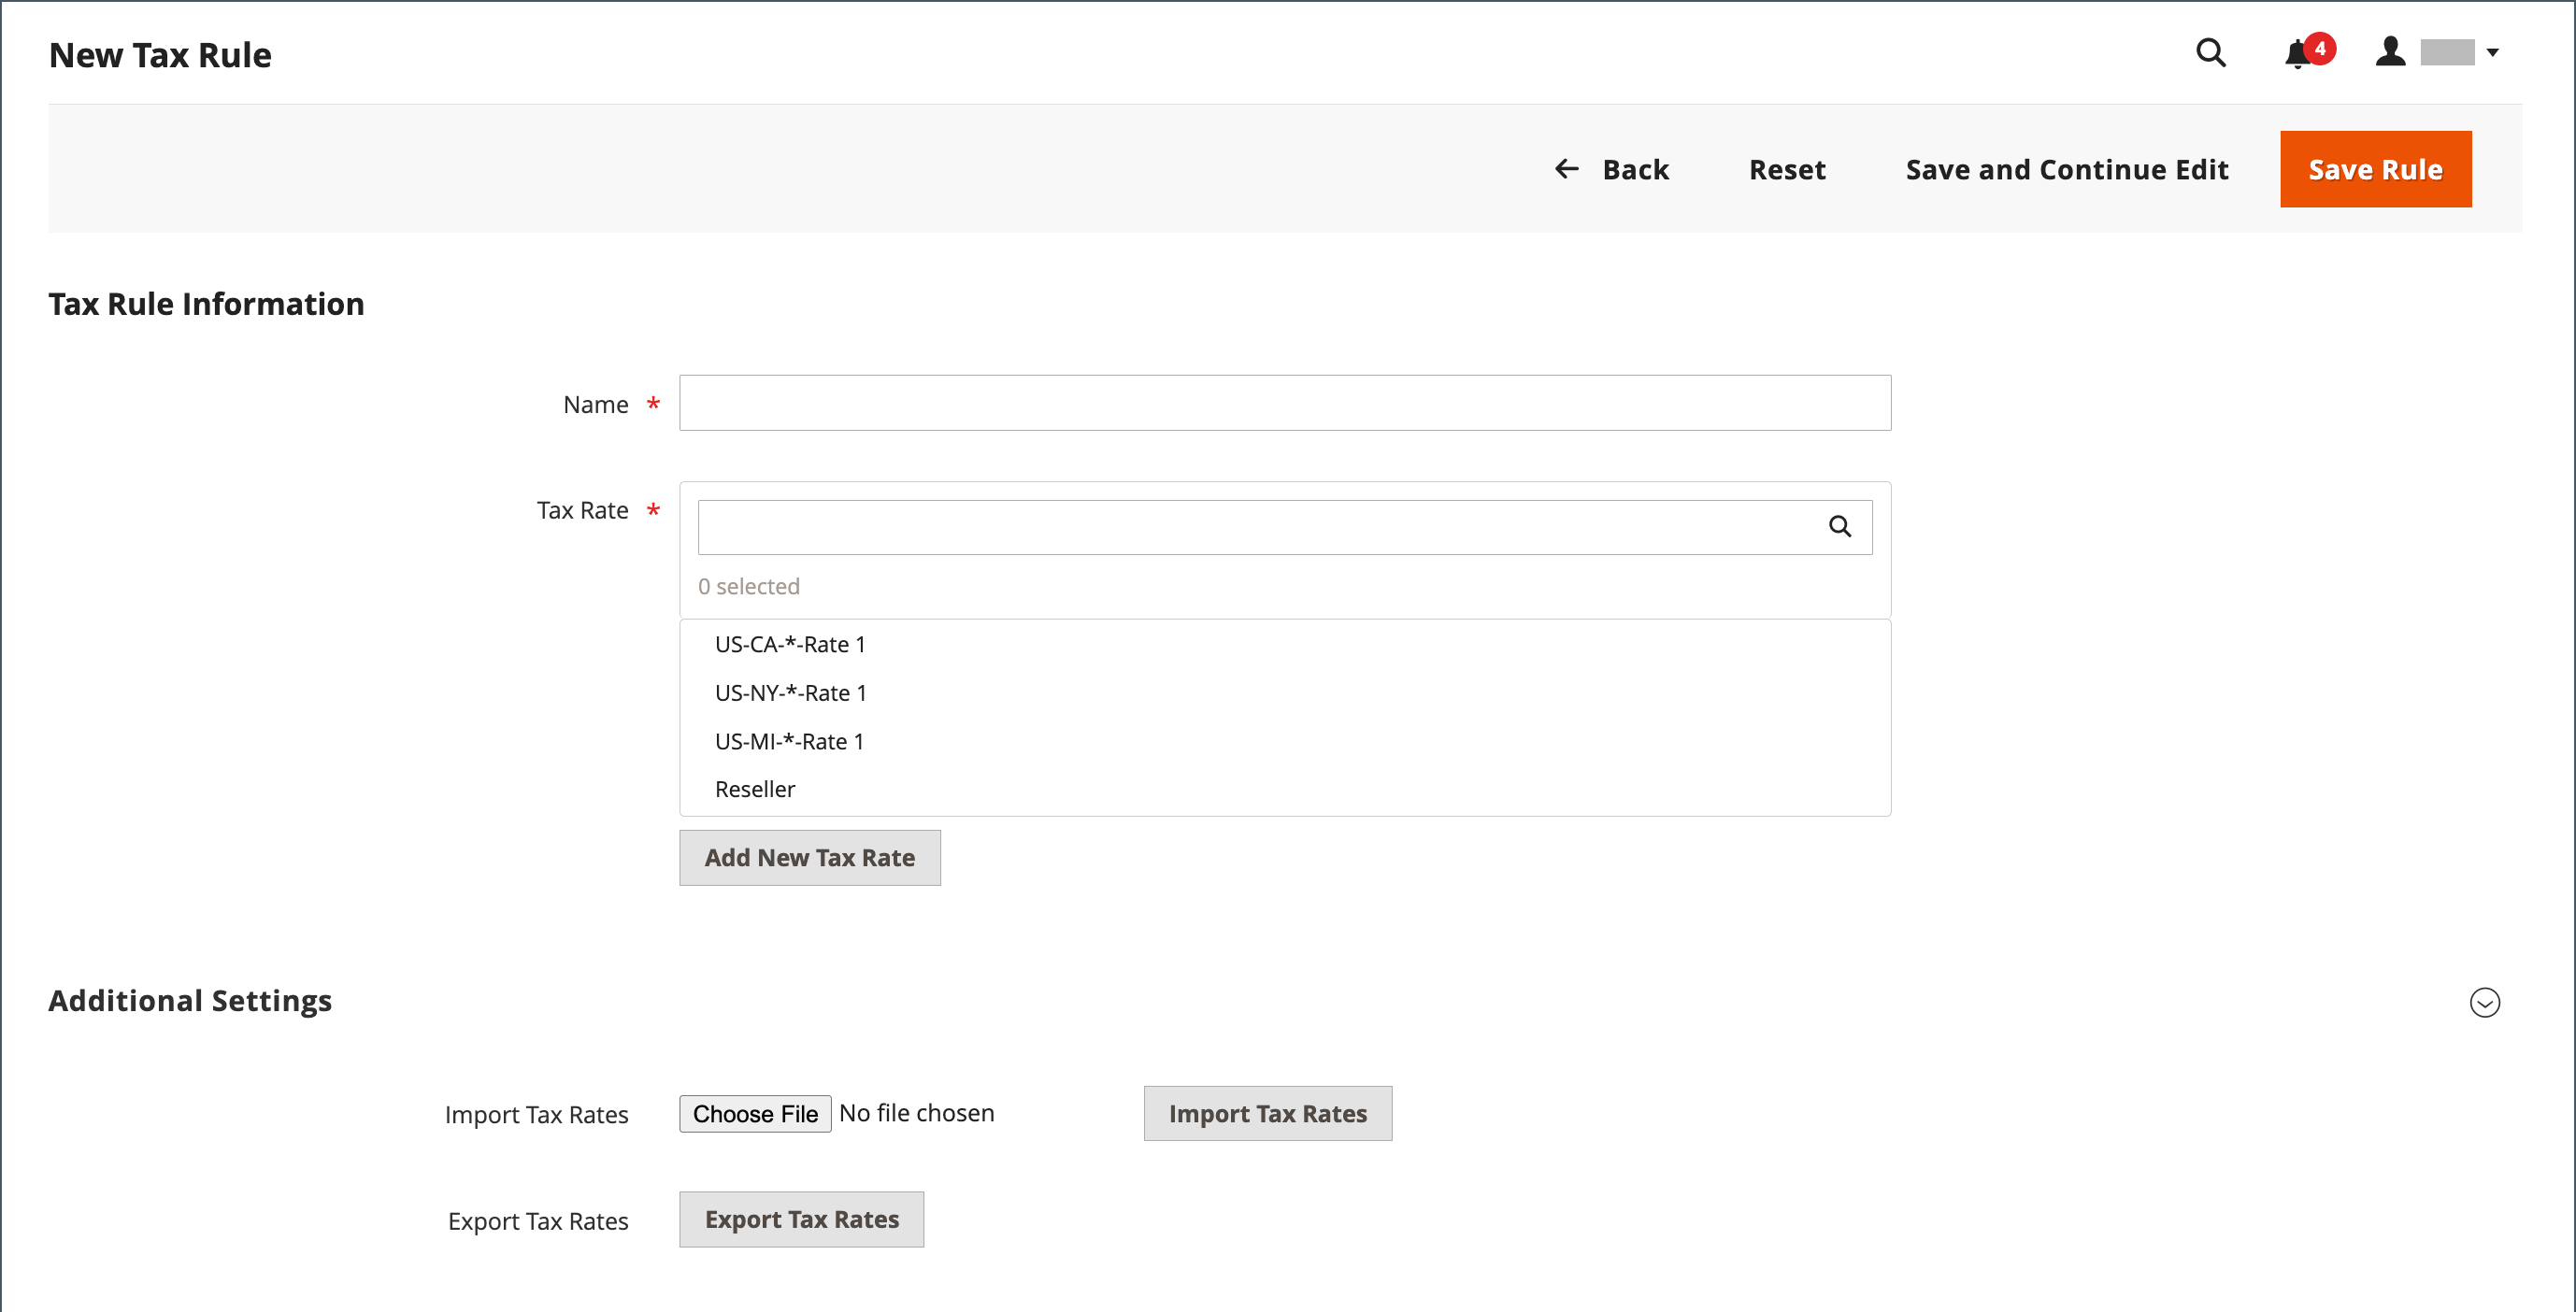 New Tax Rule
4
Back
Reset
Save and Continue Edit
Save Rule
Tax Rule Information
Name *
Tax Rate *
0 selected
US-CA-*-Rate 1
US-NY-*-Rate 1
US-MI-*-Rate 1
Reseller
Add New Tax Rate
Additional Settings
Import Tax Rates
Choose File No file chosen
Import Tax Rates
Export Tax Rates
Export Tax Rates